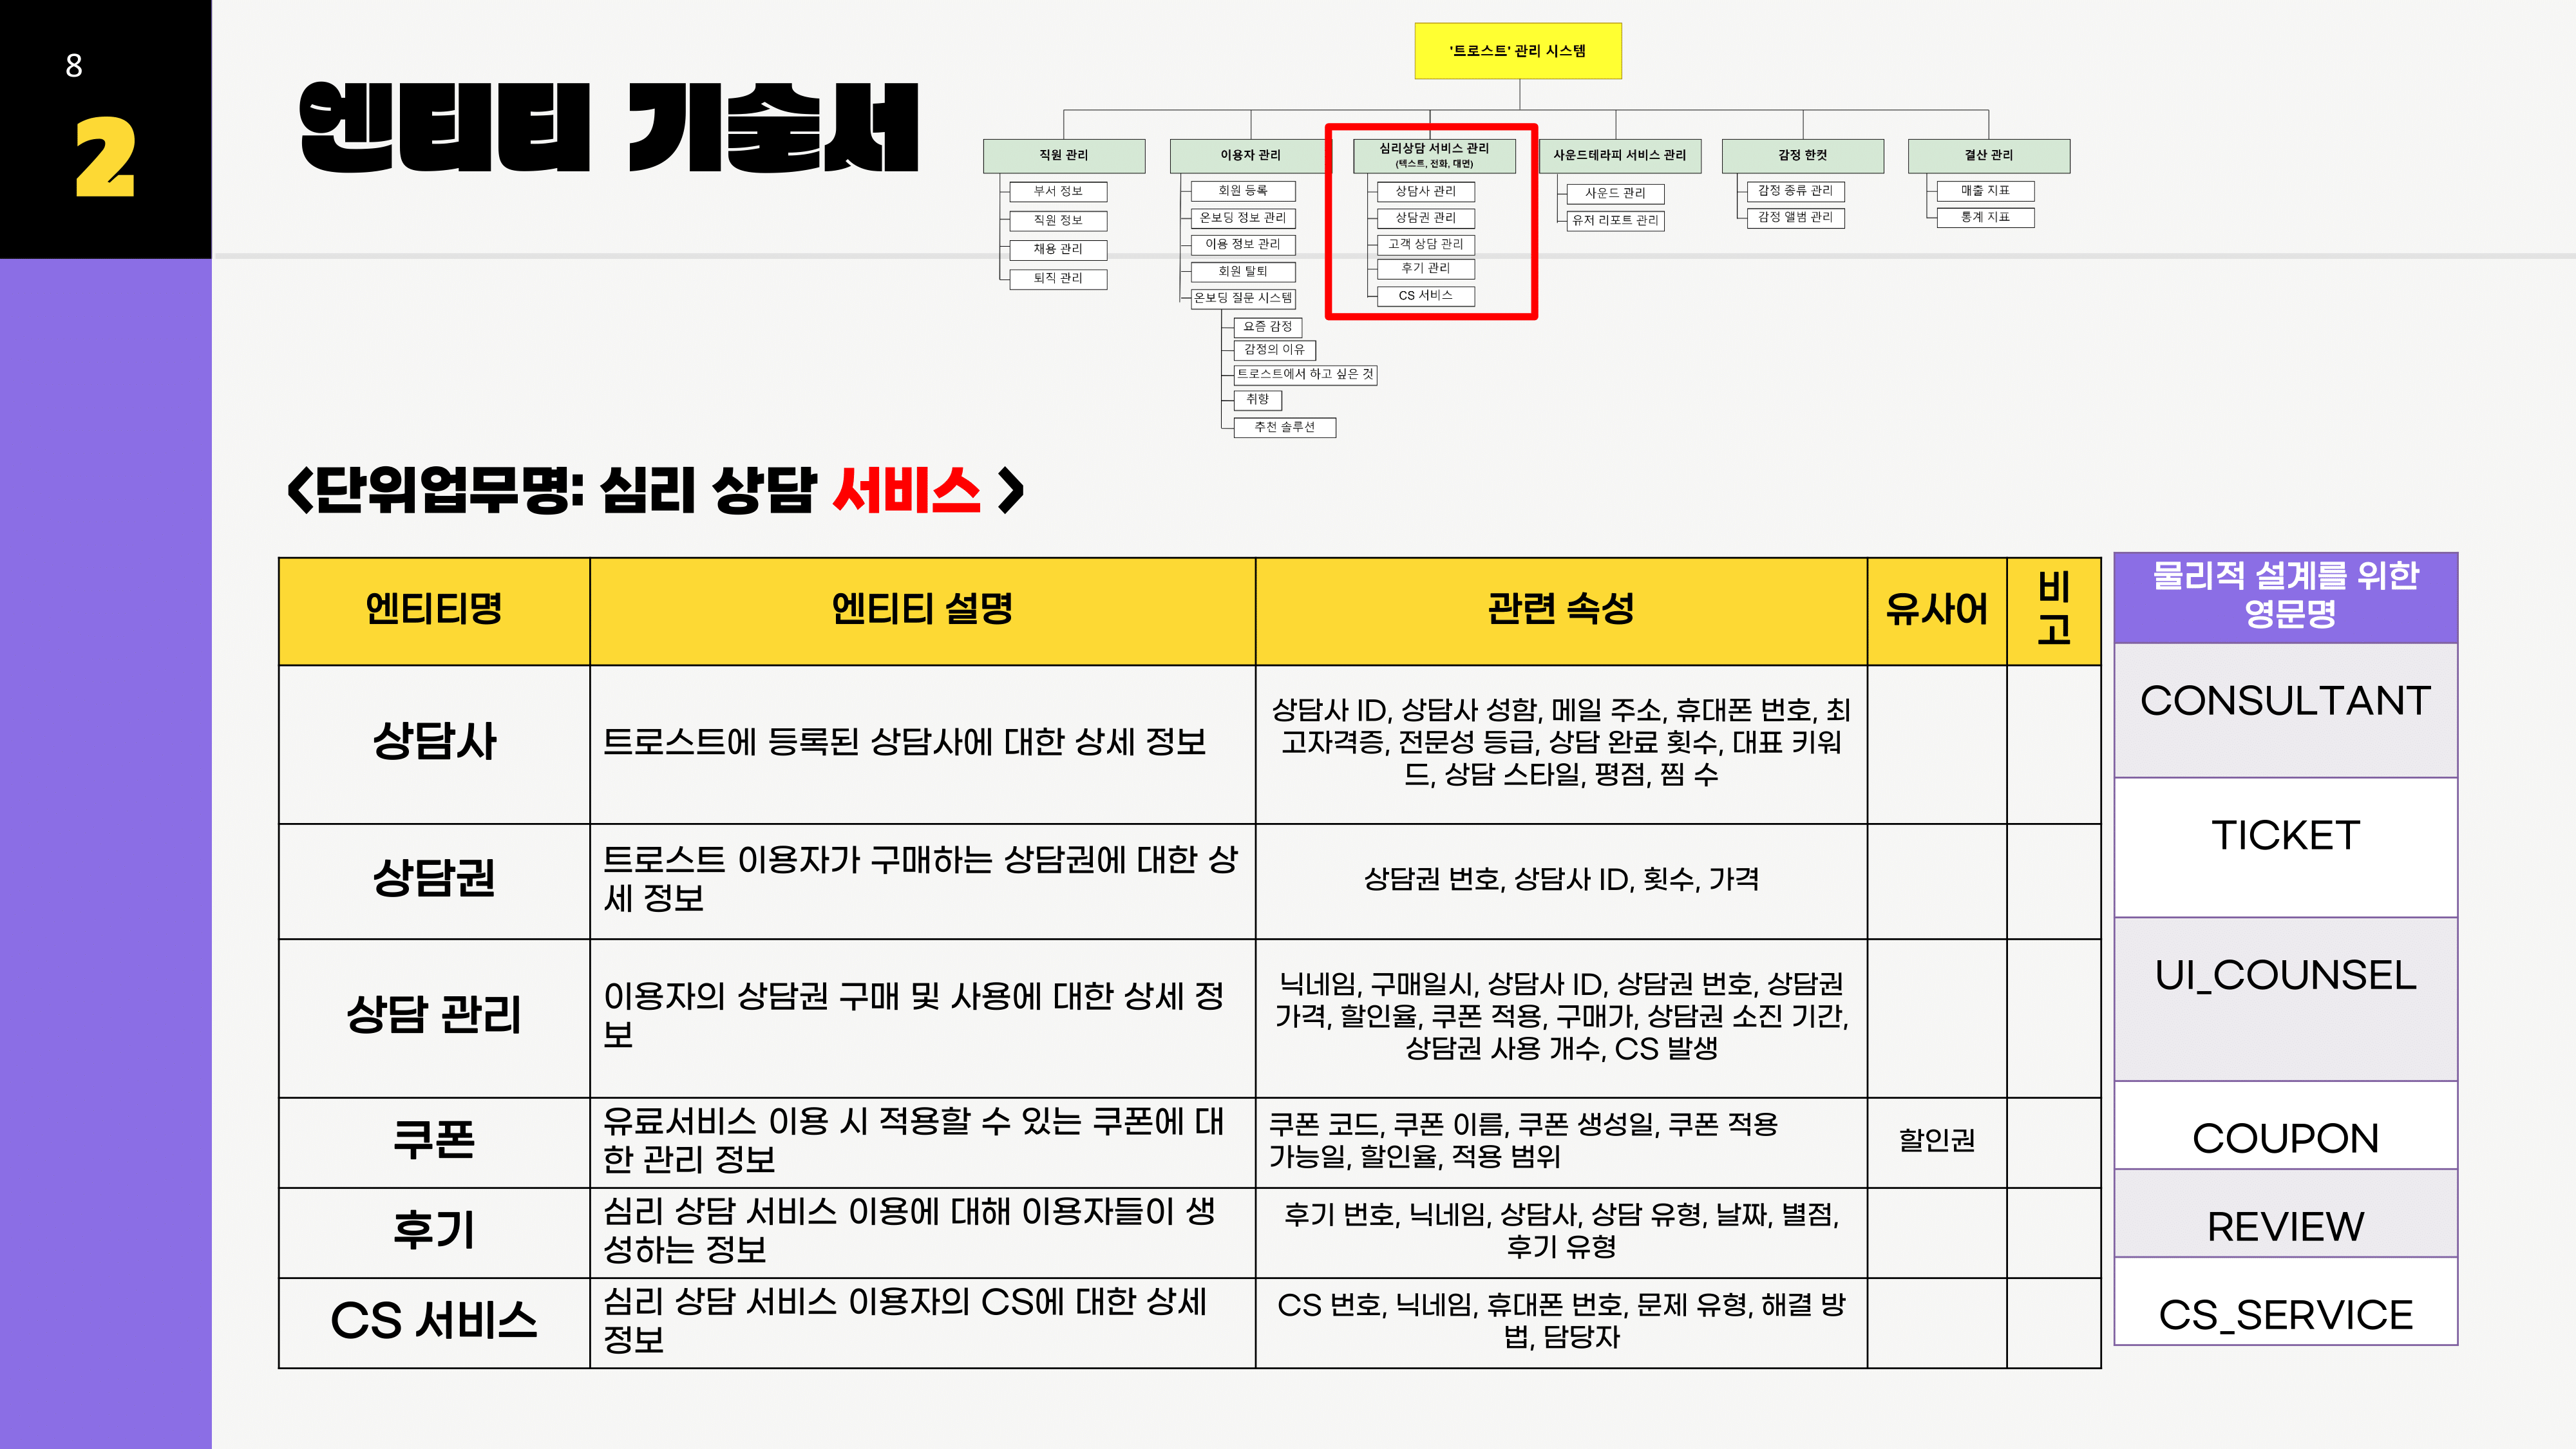 8
2
엔티티 기술서
'트로스트' 관리 시스템
직원 관리
부서 정보
직원 정보
채용 관리
퇴직 관리
이용자 관리
회원 등록
온보딩 정보 관리
이용 정보 관리
회원 탈퇴
온보딩 질문 시스템
요즘 감정
감정의 이유
트로스트에서 하고 싶은 것
취향
추천 솔루션
심리상담 서비스 관리
(텍스트, 전화, 대면)
상담사 관리
상담권 관리
고객 상담 관리
후기 관리
CS 서비스
사운드테라피 서비스 관리
사운드 관리
유저 리포트 관리
감정 한컷
감정 종류 관리
감정 앨범 관리
결산 관리
매출 지표
통계 지표
<단위업무명: 심리 상담 서비스 >
엔티티명
엔티티 설명
관련 속성
유사어
비
고
물리적 설계를 위한
영문명
상담사
트로스트에 등록된 상담사에 대한 상세 정보
상담사 ID, 상담사 성함, 메일 주소, 휴대폰 번호, 최
고자격증, 전문성 등급, 상담 완료 횟수, 대표 키워
드, 상담 스타일, 평점, 찜 수
CONSULTANT
상담권
트로스트 이용자가 구매하는 상담권에 대한 상
세 정보
상담권 번호, 상담사 ID, 횟수, 가격
TICKET
상담 관리
이용자의 상담권 구매 및 사용에 대한 상세 정
보
닉네임, 구매일시, 상담사 ID, 상담권 번호, 상담권
가격, 할인율, 쿠폰 적용, 구매가, 상담권 소진 기간,
상담권 사용 개수, CS 발생
UI_COUNSEL
쿠폰
유료서비스 이용 시 적용할 수 있는 쿠폰에 대
한 관리 정보
쿠폰 코드, 쿠폰 이름, 쿠폰 생성일, 쿠폰 적용
가능일, 할인율, 적용 범위
할인권
COUPON
후기
심리 상담 서비스 이용에 대해 이용자들이 생
성하는 정보
후기 번호, 닉네임, 상담사, 상담 유형, 날짜, 별점,
후기 유형
REVIEW
CS 서비스
심리 상담 서비스 이용자의 CS에 대한 상세
정보
CS 번호, 닉네임, 휴대폰 번호, 문제 유형, 해결 방
법, 담당자
CS_SERVICE